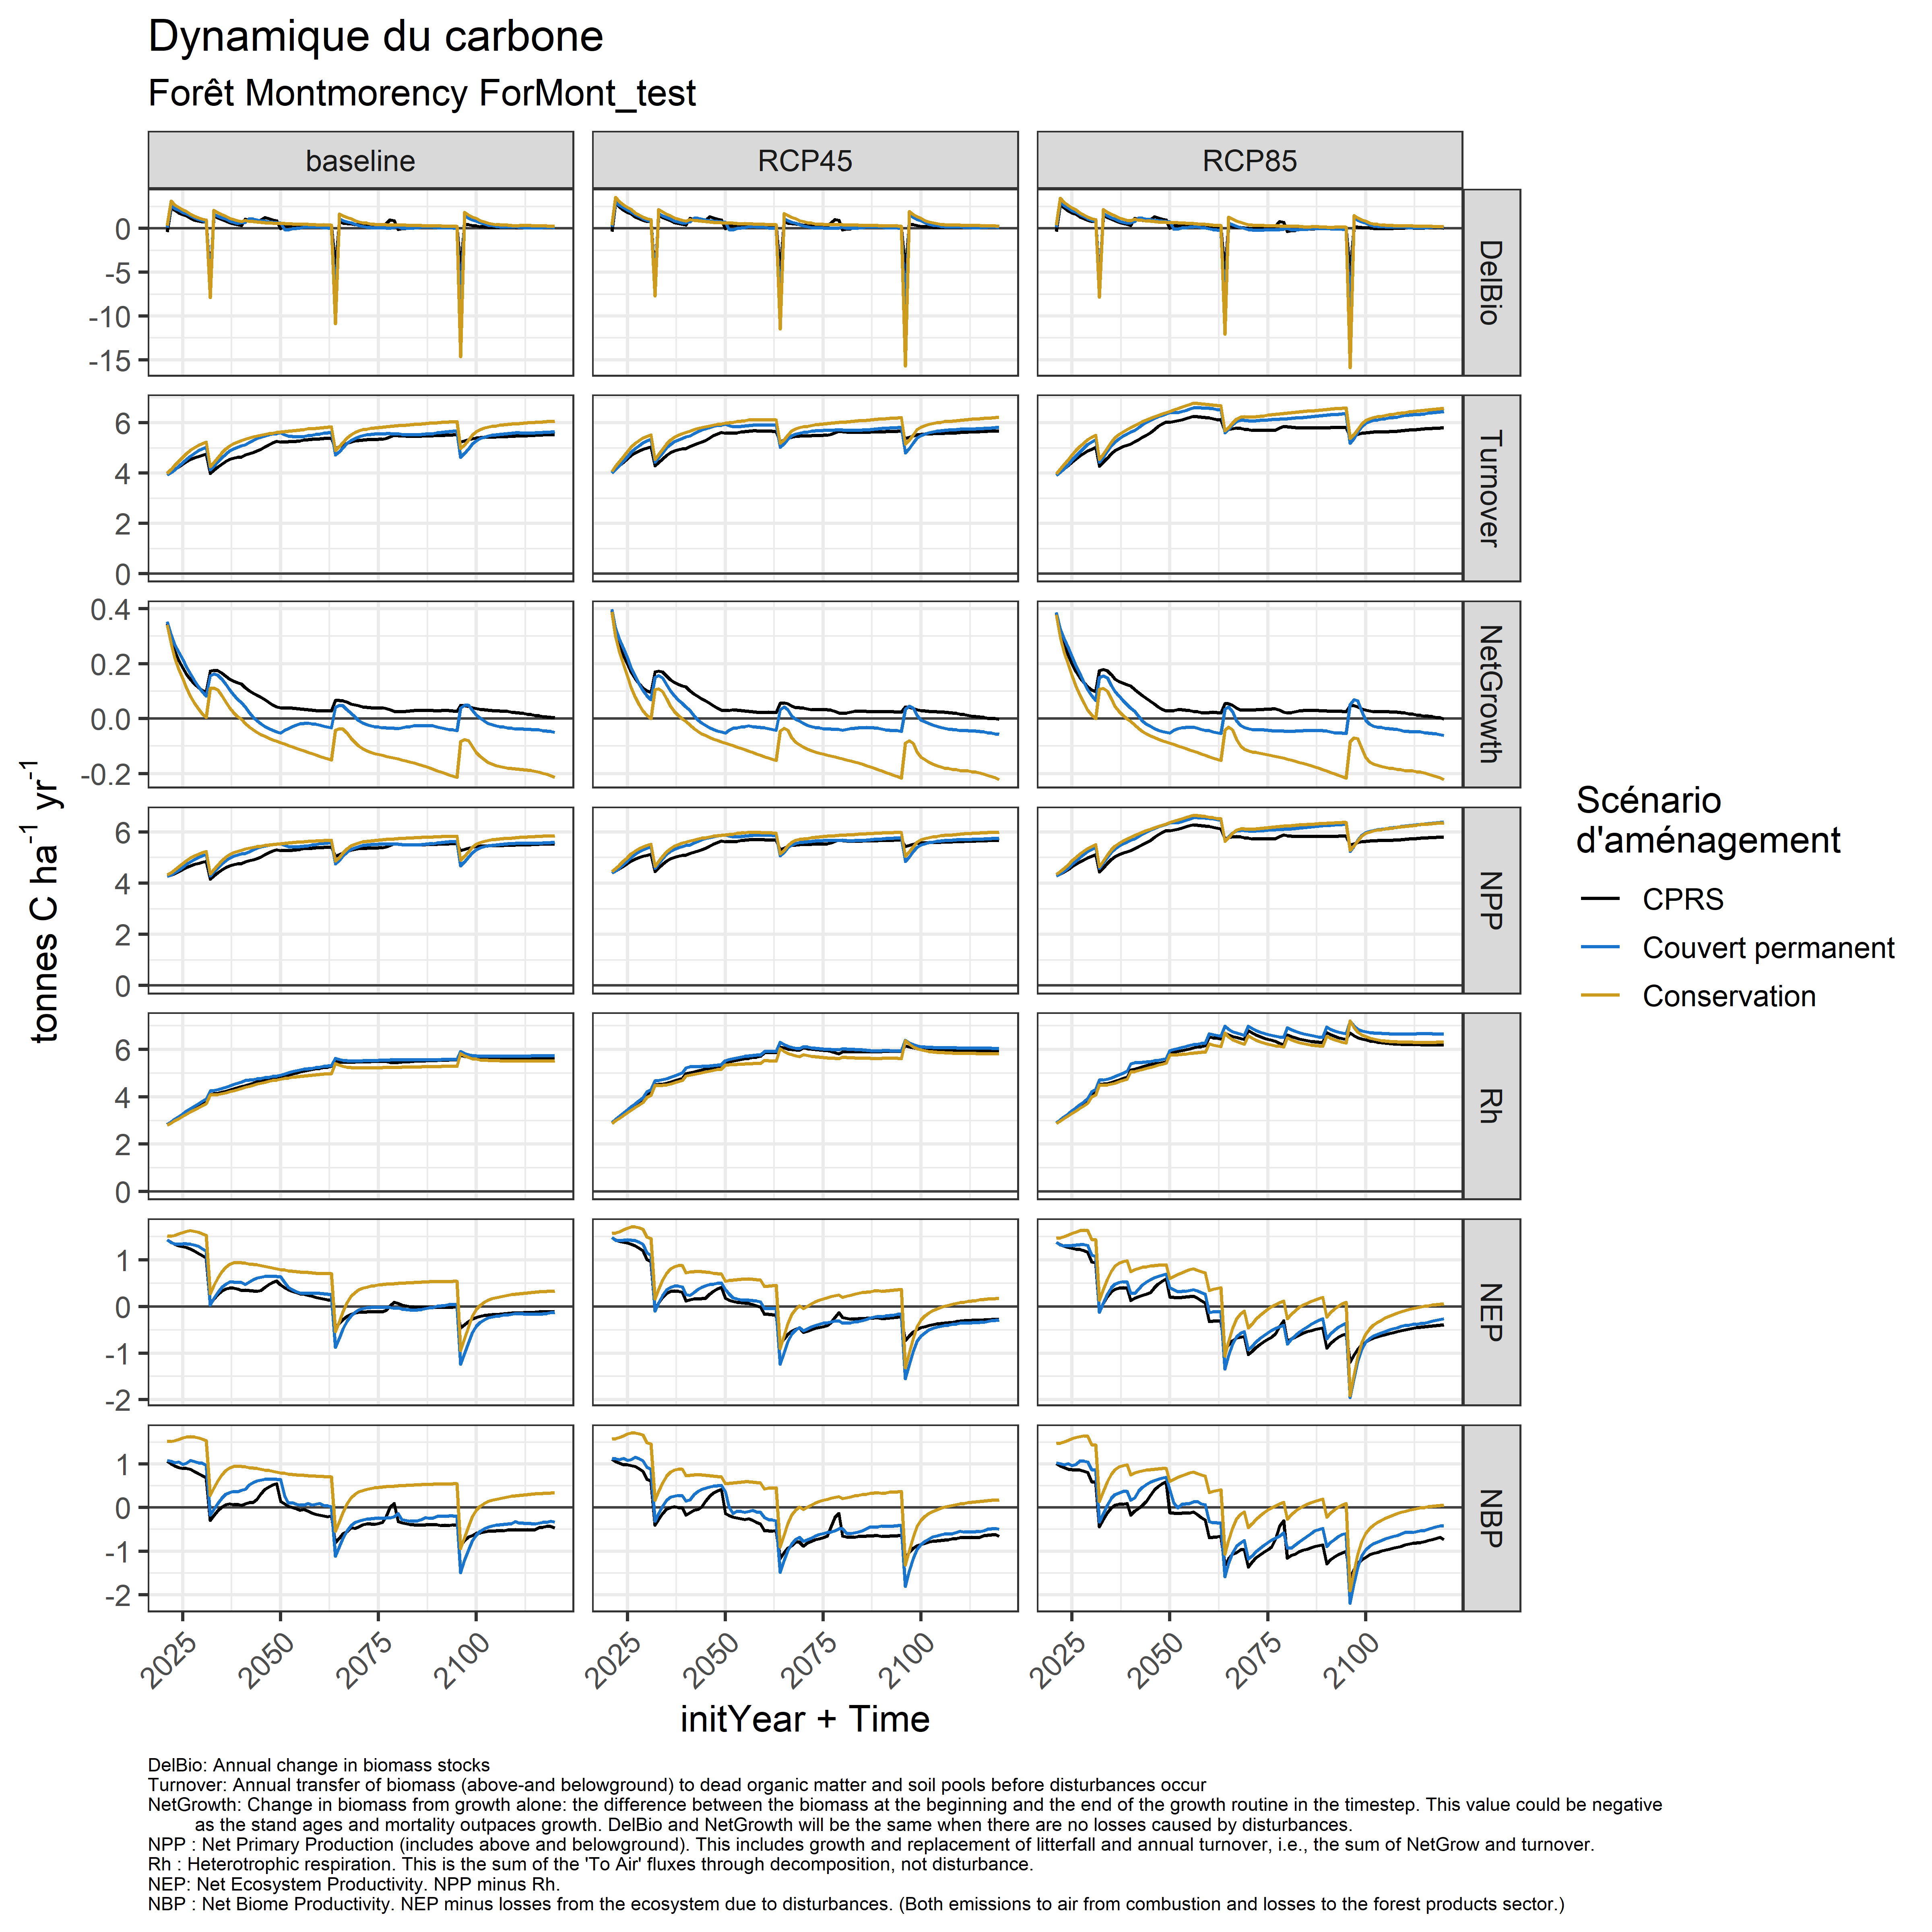 Dynamique du carbone
Forêt Montmorency ForMont_test
baseline
RCP45
RCP85
0
-5
-10
-15
DelBio
6
4
2
0
Turnover
0.4
0.2
0.0
-0.2
NetGrowth
6
4
2
0
NPP
6
4
2
0
Rh
1
0
-1
-2
NEP
1
0
-1
-2
NBP
tonnes C ha-1 yr-1
2025
2050
2075
2100
2025
2050
2075
2100
2025
2050
2075
2100
initYear + Time
Scénario
d'aménagement
CPRS
Couvert permanent
Conservation
DelBio: Annual change in biomass stocks
Turnover: Annual transfer of biomass (above-and belowground) to dead organic matter and soil pools before disturbances occur
NetGrowth: Change in biomass from growth alone: the difference between the biomass at the beginning and the end of the growth routine in the timestep. This value could be negative
as the stand ages and mortality outpaces growth. DelBio and NetGrowth will be the same when there are no losses caused by disturbances.
NPP : Net Primary Production (includes above and belowground). This includes growth and replacement of litterfall and annual turnover, i.e., the sum of NetGrow and turnover.
Rh : Heterotrophic respiration. This is the sum of the 'To Air' fluxes through decomposition, not disturbance.
NEP: Net Ecosystem Productivity. NPP minus Rh.
NBP : Net Biome Productivity. NEP minus losses from the ecosystem due to disturbances. (Both emissions to air from combustion and losses to the forest products sector.)